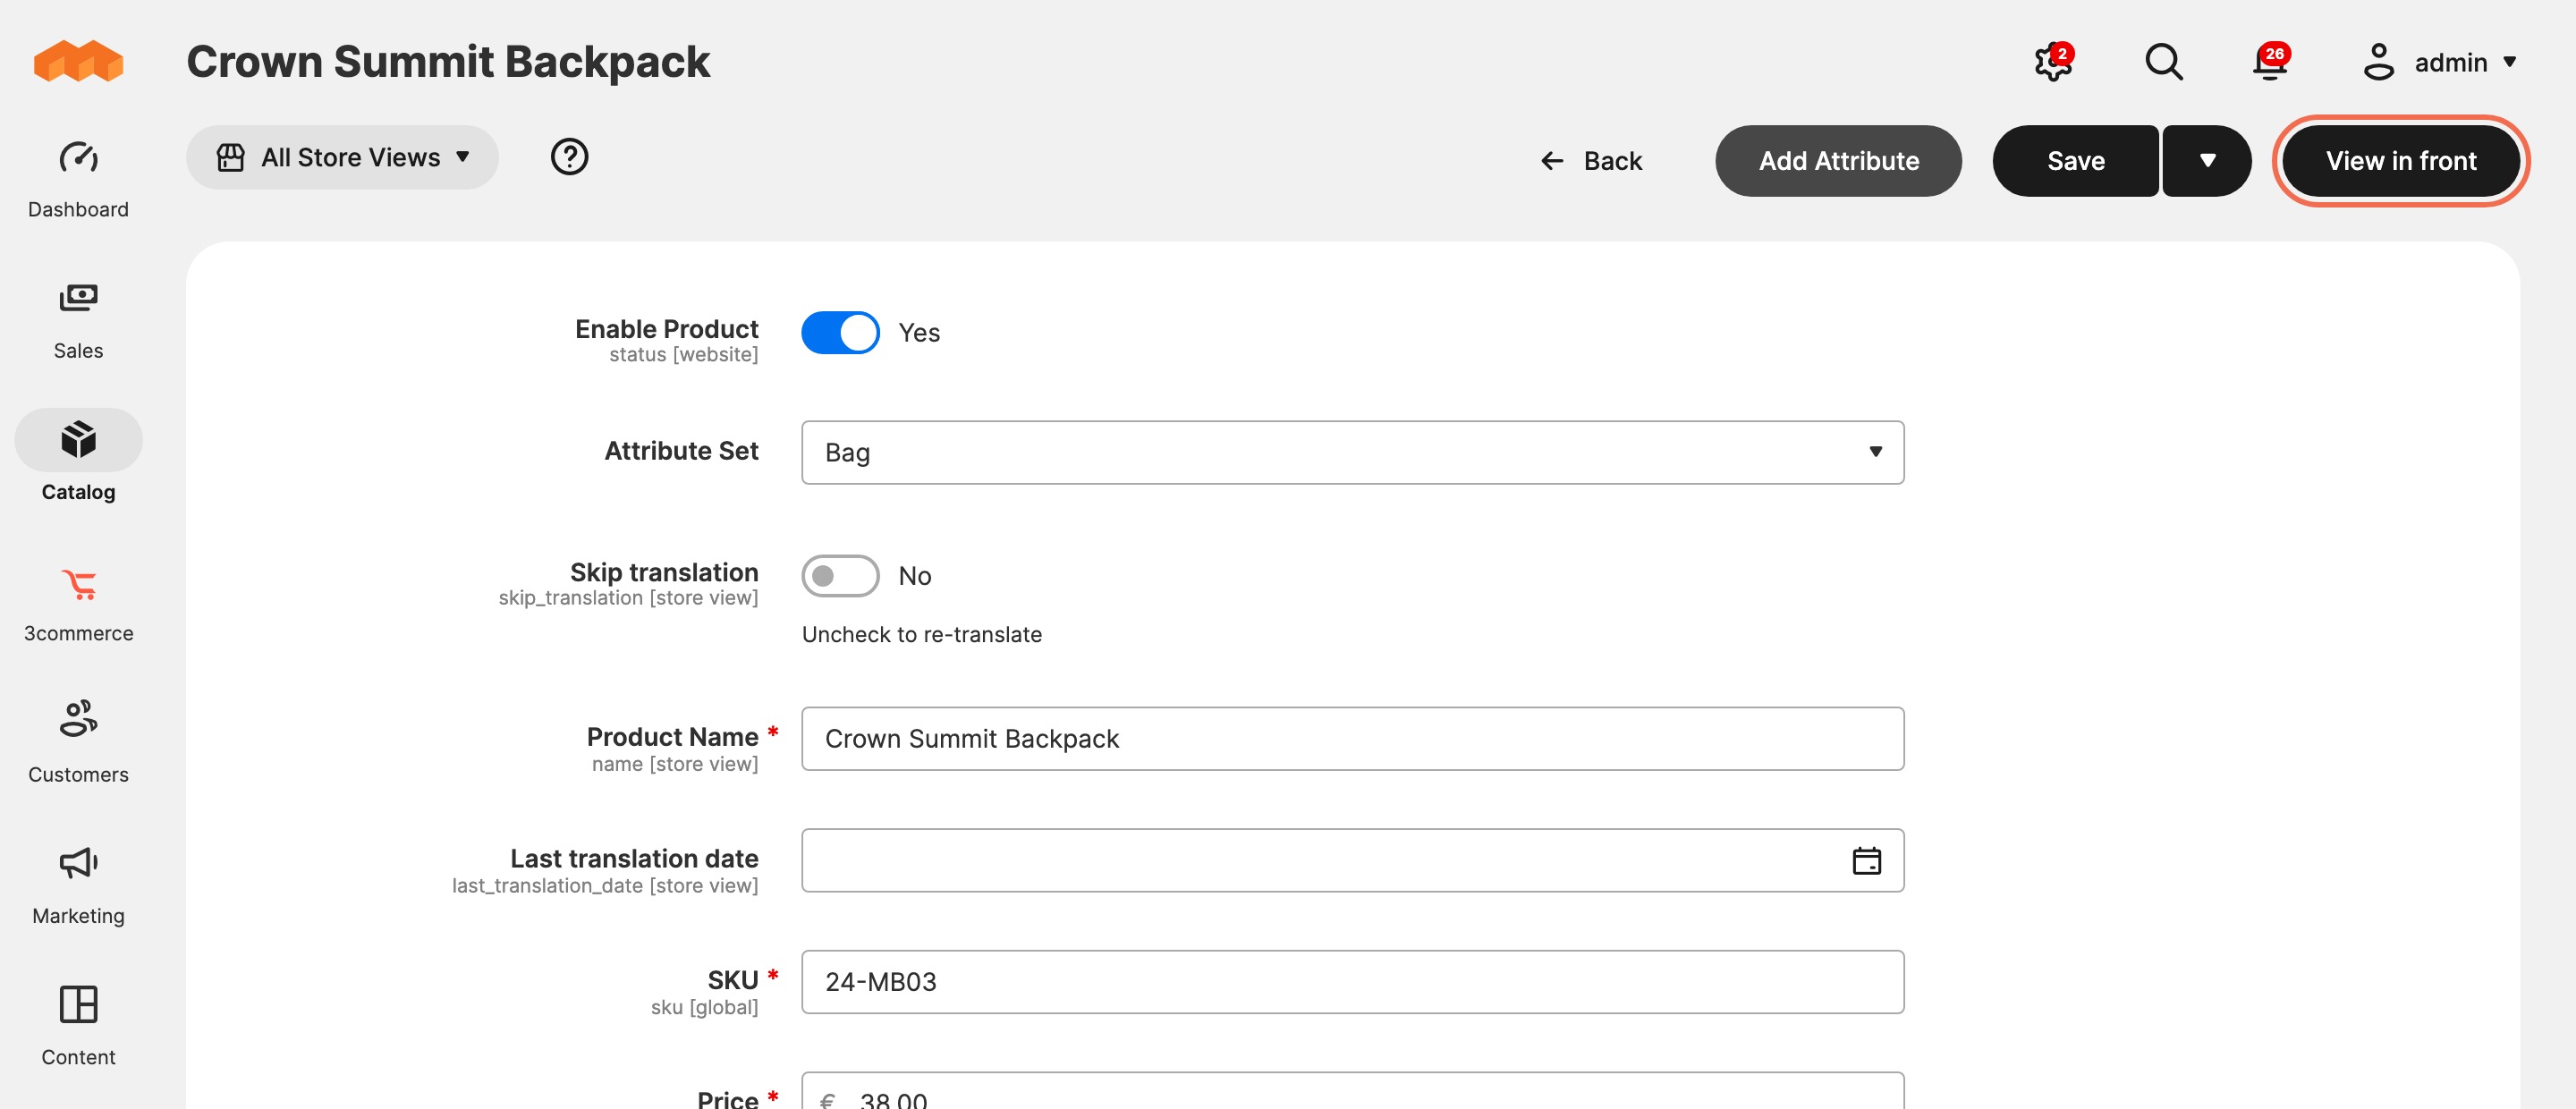 Crown Summit Backpack
2
26
admin
All Store Views
Back
Add Attribute
Save
View in front
Dashboard
Sales
Catalog
3commerce
Customers
Marketing
Content
Enable Product
status [website]
Yes
Attribute Set
Bag
Skip translation
skip_translation [store view]
No
Uncheck to re-translate
Product Name *
name [store view]
Crown Summit Backpack
Last translation date
last_translation_date [store view]
SKU *
sku [global]
24-MB03
Price *
€ 38.00